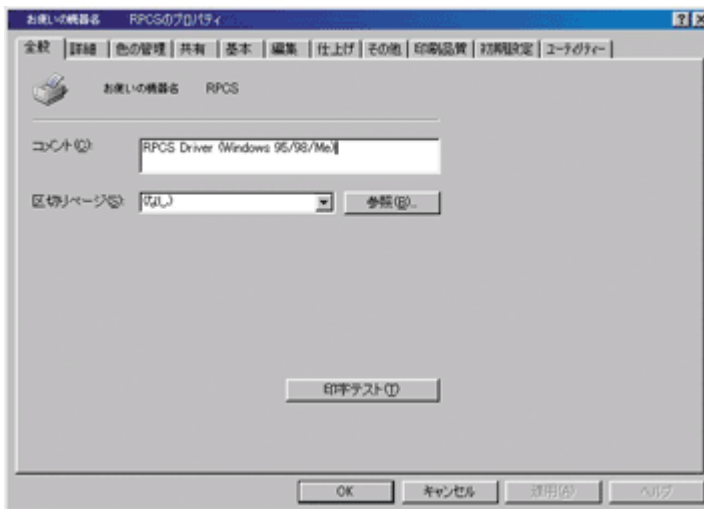 お使いの機器名 RPCSのプロパティ
全般 詳細 色の管理 共有 基本 編集 仕上げ その他 印刷品質 初期設定 ユーティリティー
お使いの機器名 RPCS
コメント(C):
RPCS Driver (Windows 95/98/Me)
区切りページ(S): (なし) 参照(B)...
印字テスト(T)
OK キャンセル 適用(A) ヘルプ